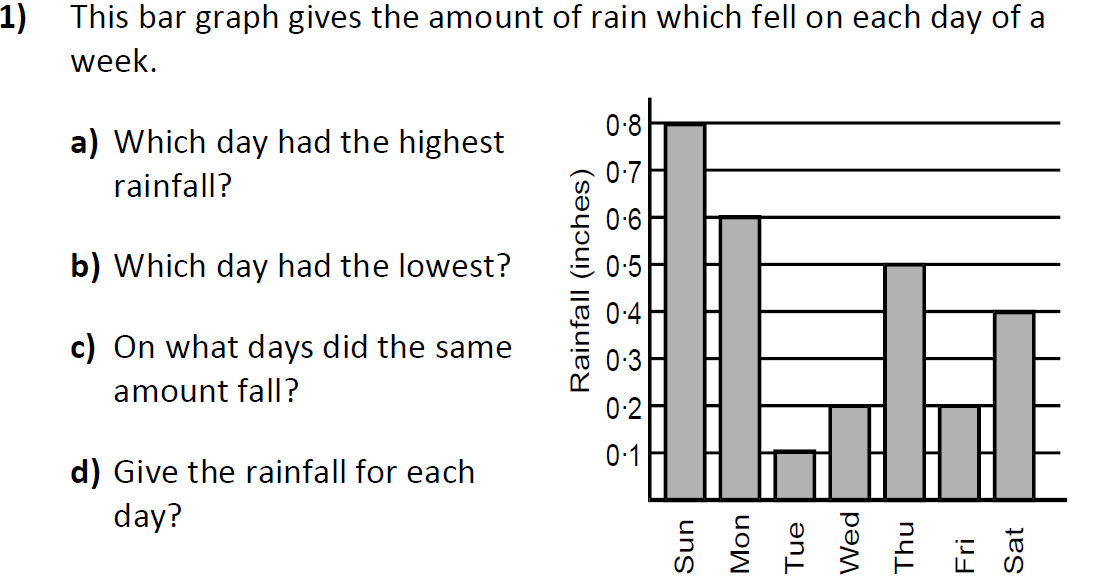 1) This bar graph gives the amount of rain which fell on each day of a
week.
a) Which day had the highest
rainfall?
b) Which day had the lowest?
c) On what days did the same
amount fall?
d) Give the rainfall for each
day?
Rainfall (inches)
0·8
0·7
0·6
0·5
0·4
0·3
0·2
0·1
Sun Mon Tue Wed Thu Fri Sat